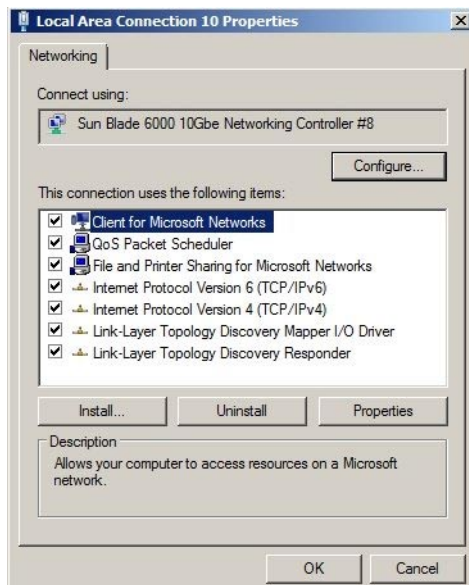 Local Area Connection 10 Properties
Networking
Connect using:
Sun Blade 6000 10Gbe Networking Controller #8
Configure...
This connection uses the following items:
Client for Microsoft Networks
QoS Packet Scheduler
File and Printer Sharing for Microsoft Networks
Internet Protocol Version 6 (TCP/IPv6)
Internet Protocol Version 4 (TCP/IPv4)
Link-Layer Topology Discovery Mapper I/O Driver
Link-Layer Topology Discovery Responder
Install... Uninstall Properties
Description
Allows your computer to access resources on a Microsoft
network.
OK Cancel